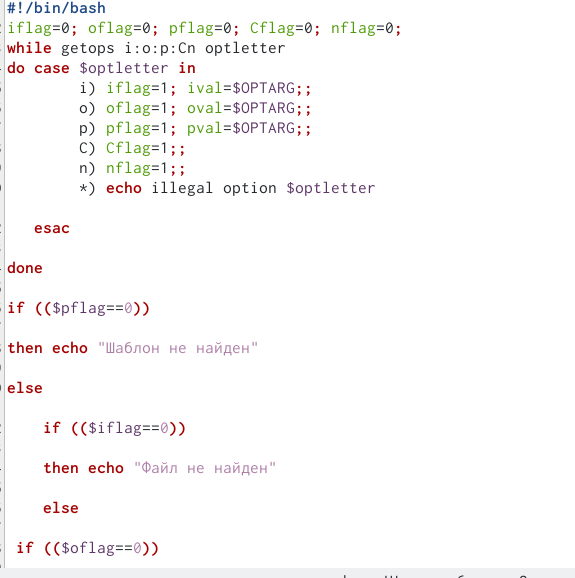 #!/bin/bash
iflag=0; oflag=0; pflag=0; Cflag=0; nflag=0;
while getops i:o:p:Cn optletter
do case $optletter in
i) iflag=1; ival=$OPTARG;;
o) oflag=1; oval=$OPTARG;;
p) pflag=1; pval=$OPTARG;;
C) Cflag=1;;
n) nflag=1;;
*) echo illegal option $optletter
esac
done
if (($pflag==0))
then echo "Шаблон не найден"
else
if (($iflag==0))
then echo "Файл не найден"
else
if (($oflag==0))